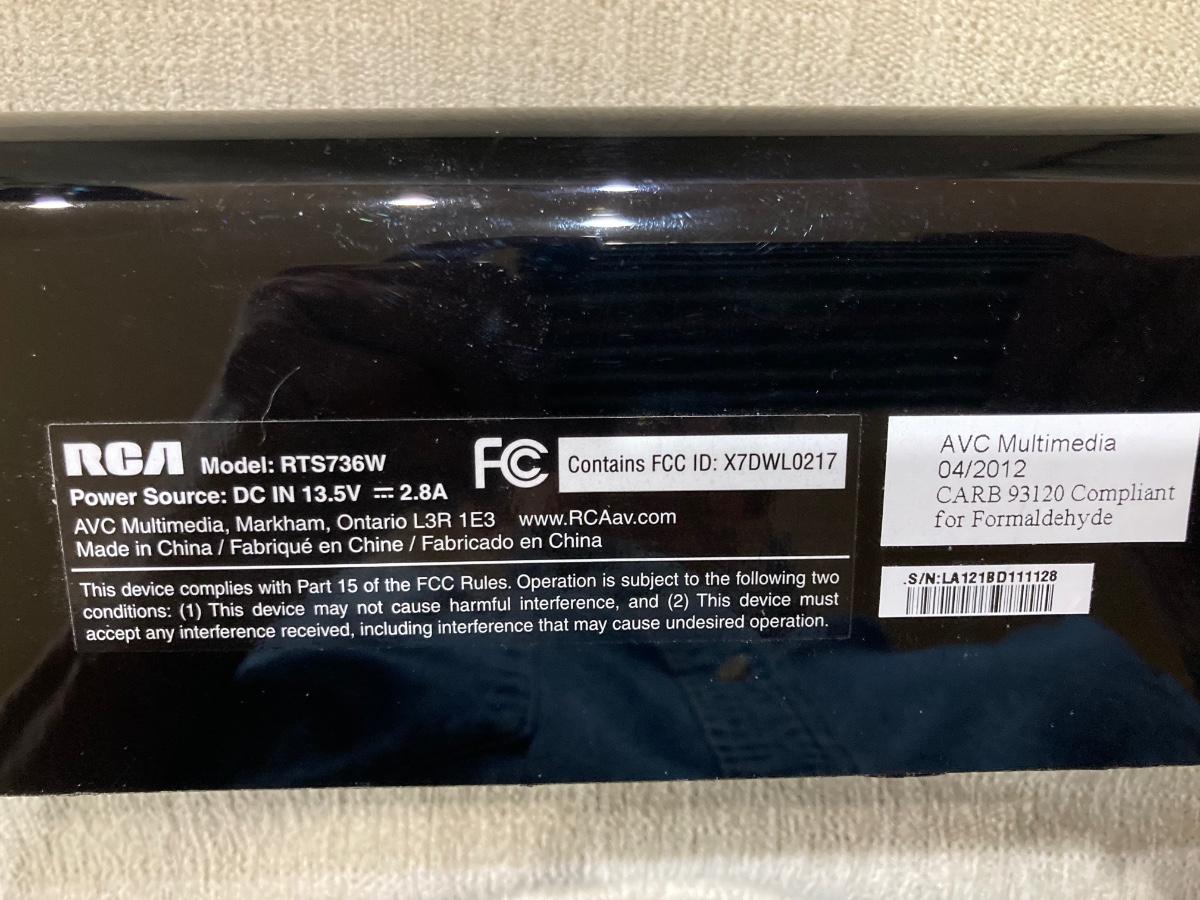 RCA Model: RTS736W
Power Source: DC IN 13.5V ⎓ 2.8A
FC Contains FCC ID: X7DWL0217
AVC Multimedia, Markham, Ontario L3R 1E3 www.RCAav.com
Made in China / Fabriqué en Chine / Fabricado en China
This device complies with Part 15 of the FCC Rules. Operation is subject to the following two
conditions: (1) This device may not cause harmful interference, and (2) This device must
accept any interference received, including interference that may cause undesired operation.
AVC Multimedia
04/2012
CARB 93120 Compliant
for Formaldehyde
.S/N:LA121BD111128